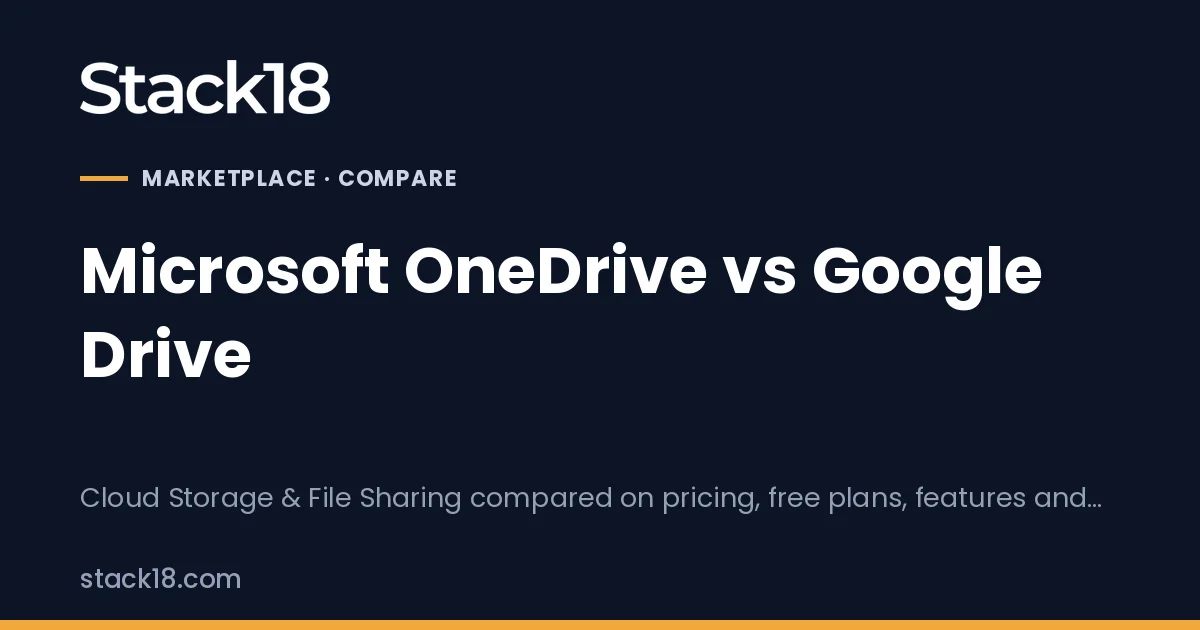 Stack18
MARKETPLACE · COMPARE
Microsoft OneDrive vs Google
Drive
Cloud Storage & File Sharing compared on pricing, free plans, features and...
stack18.com